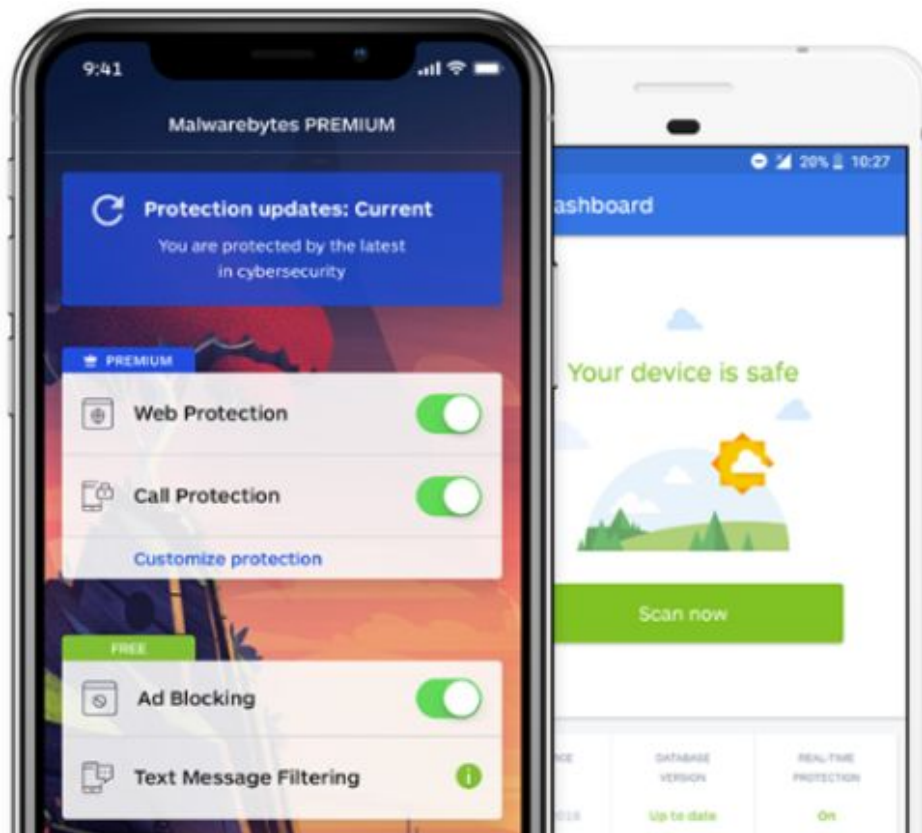 9:41
Malwarebytes PREMIUM
Protection updates: Current
You are protected by the latest
in cybersecurity
PREMIUM
Web Protection
Call Protection
Customize protection
FREE
Ad Blocking
Text Message Filtering
20% 10:27
ashboard
Your device is safe
Scan now
DATABASE
VERSION
Up to date
REAL-TIME
PROTECTION
On